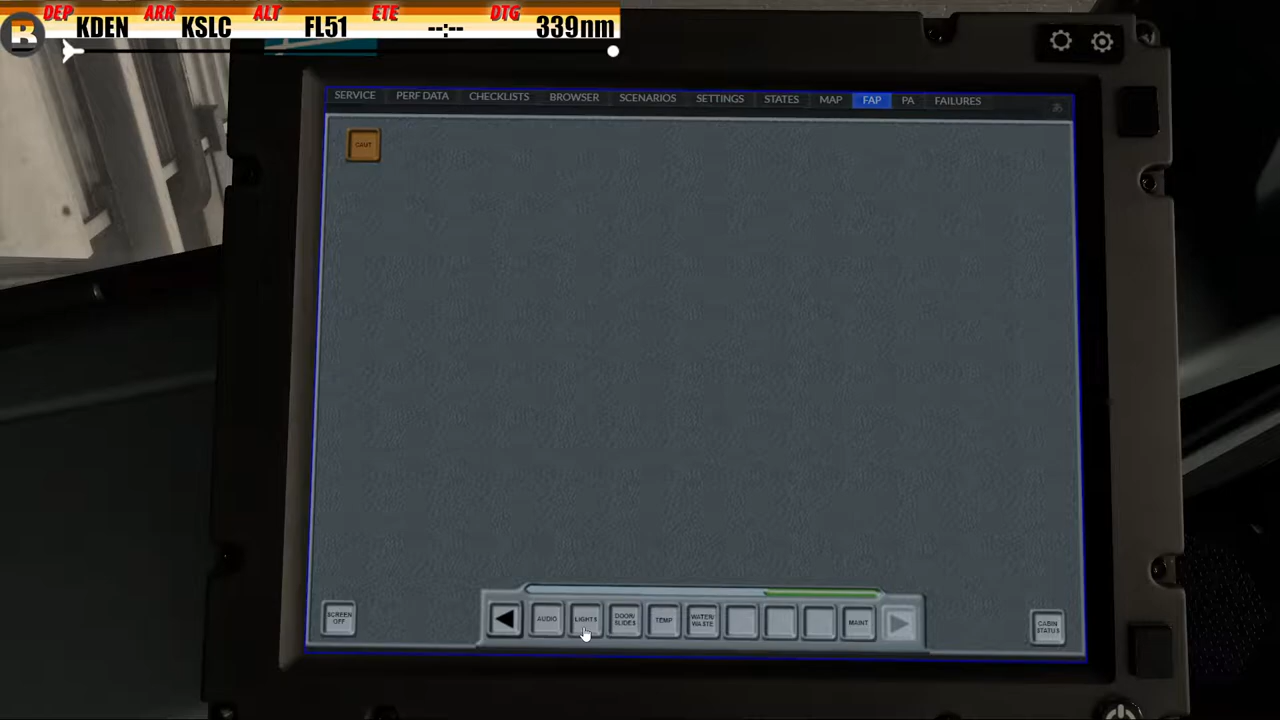 DEP KDEN ARR KSLC ALT FL51 ETE --:-- DTG 339nm
B
SERVICE PERF DATA CHECKLISTS BROWSER SCENARIOS SETTINGS STATES MAP FAP PA FAILURES
CAUT
SCREEN OFF
AUDIO
LIGHTS
DOOR/
SLIDES
TEMP
WATER/
WASTE
MAINT
CABIN
STATUS